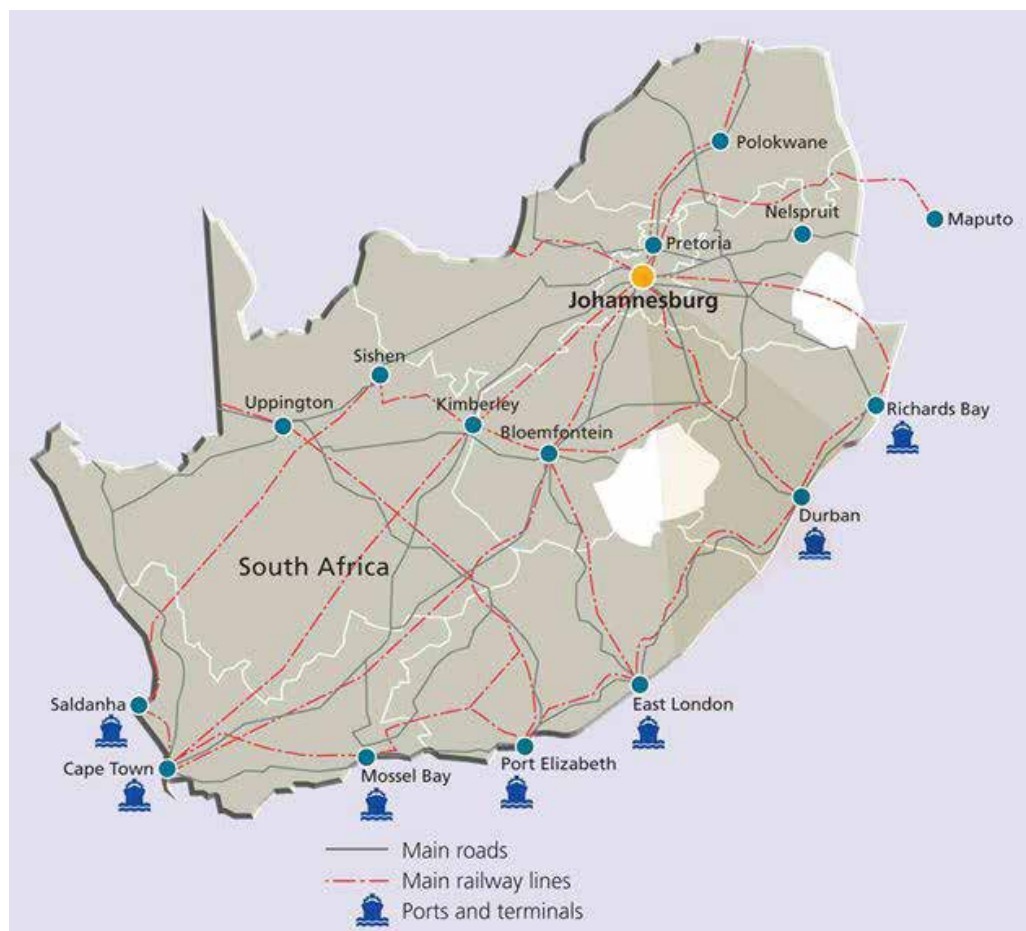 Polokwane
Nelspruit
Maputo
Pretoria
Johannesburg
Sishen
Uppington
Kimberley
Richards Bay
Bloemfontein
Durban
South Africa
Saldanha
East London
Cape Town
Port Elizabeth
Mossel Bay
Main roads
Main railway lines
Ports and terminals